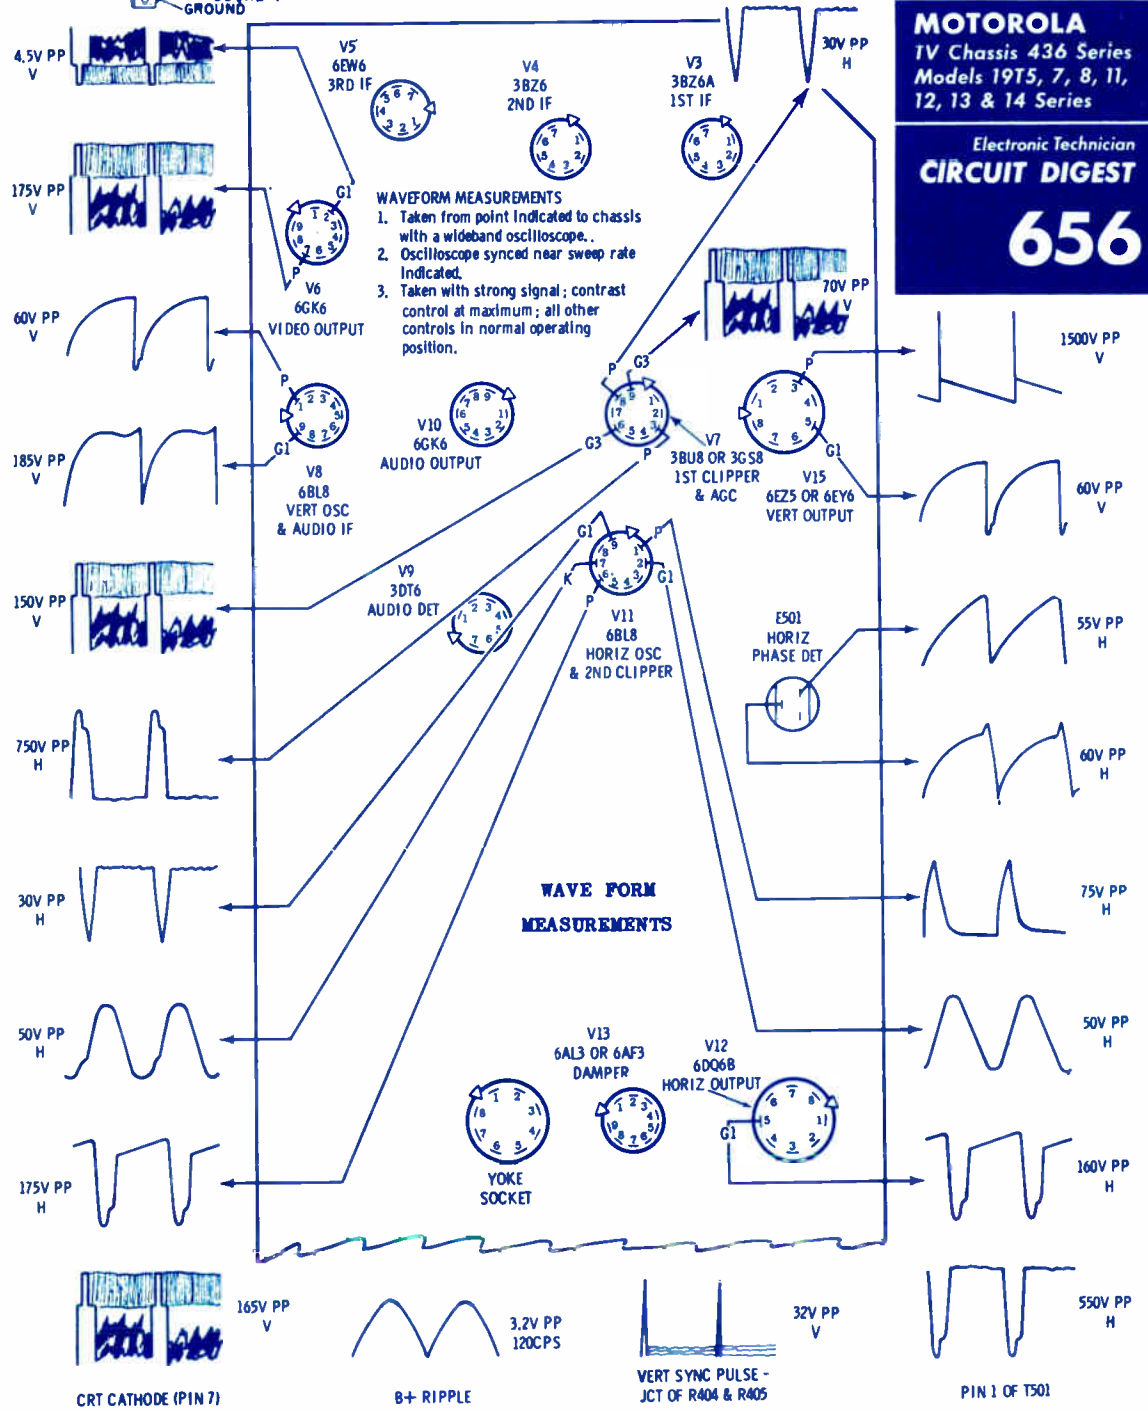 GROUND
4.5V PP
V
V5
6EW6
3RD IF
V4
3BZ6
2ND IF
V3
3BZ6A
1ST IF
30V PP
H
MOTOROLA
TV Chassis 436 Series
Models 19T5, 7, 8, 11,
12, 13 & 14 Series
Electronic Technician
CIRCUIT DIGEST
656
175V PP
V
G1
P
V6
6GK6
VIDEO OUTPUT
WAVEFORM MEASUREMENTS
1. Taken from point indicated to chassis
with a wideband oscilloscope..
2. Oscilloscope synced near sweep rate
indicated.
3. Taken with strong signal; contrast
control at maximum; all other
controls in normal operating
position.
70V PP
V
60V PP
V
P
G1
V8
6BL8
VERT OSC
& AUDIO IF
V10
6GK6
AUDIO OUTPUT
P
G3
G3
P
V7
3BU8 OR 3GS8
1ST CLIPPER
& AGC
P
G1
V15
6EZ5 OR 6EY6
VERT OUTPUT
1500V PP
V
185V PP
V
60V PP
V
150V PP
V
V9
3DT6
AUDIO DET
G1
K
P
P
G1
V11
6BL8
HORIZ OSC
& 2ND CLIPPER
E501
HORIZ
PHASE DET
55V PP
H
750V PP
H
60V PP
H
30V PP
H
WAVE FORM
MEASUREMENTS
75V PP
H
50V PP
H
50V PP
H
V13
6AL3 OR 6AF3
DAMPER
V12
6DQ6B
HORIZ OUTPUT
G1
YOKE
SOCKET
175V PP
H
160V PP
H
165V PP
V
CRT CATHODE (PIN 7)
3.2V PP
120CPS
B+ RIPPLE
32V PP
V
VERT SYNC PULSE -
JCT OF R404 & R405
550V PP
H
PIN 1 OF T501